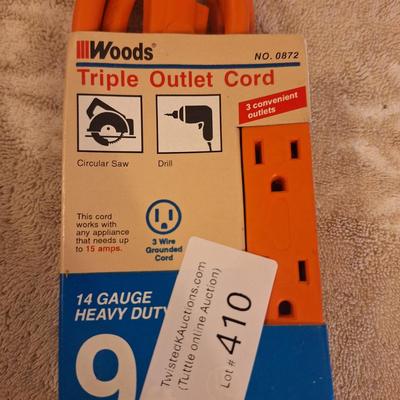 Woods®
NO. 0872
Triple Outlet Cord
3 convenient
outlets
Circular Saw
Drill
This cord
works with
any appliance
that needs up
to 15 amps.
3 Wire
Grounded
Cord
14 GAUGE
HEAVY DUTY
9
TwistedKAuctions.com
(Tuttle online Auction)
Lot # 410